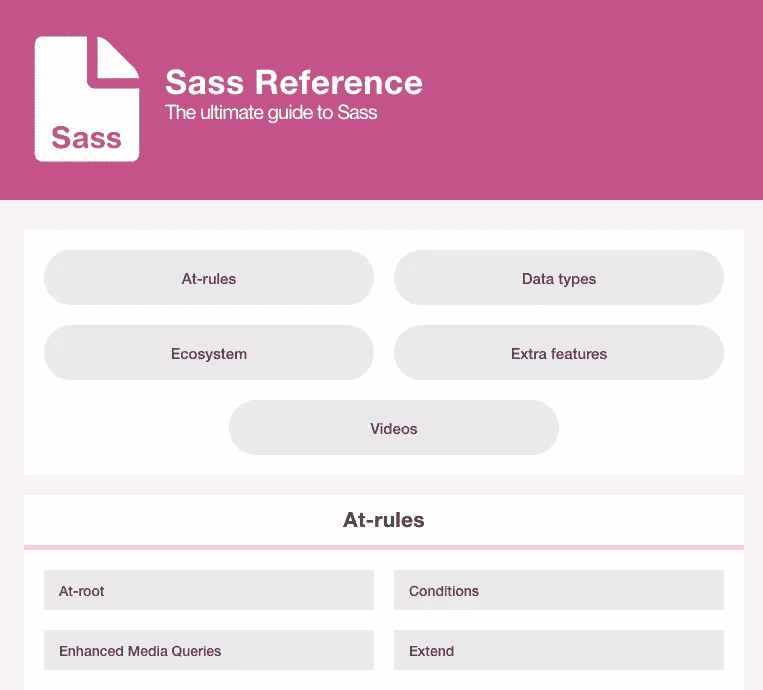 Sass
Sass Reference
The ultimate guide to Sass
At-rules
Data types
Ecosystem
Extra features
Videos
At-rules
At-root
Conditions
Enhanced Media Queries
Extend